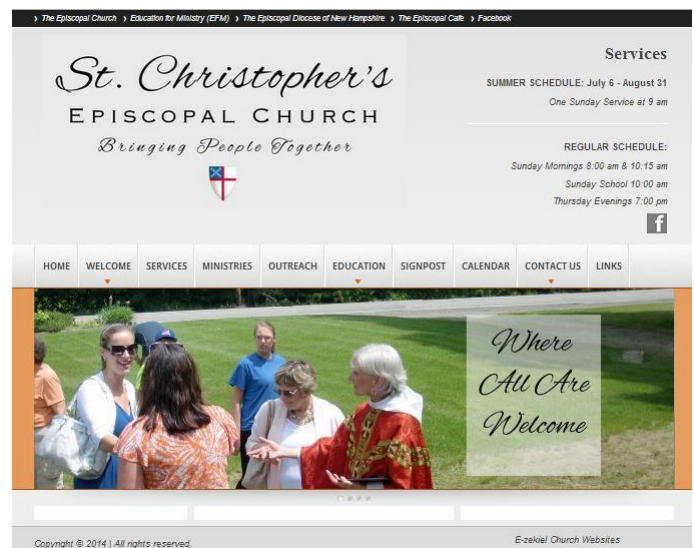 › The Episcopal Church › Education for Ministry (EFM) › The Episcopal Diocese of New Hampshire › The Episcopal Cafe › Facebook
St. Christopher's
EPISCOPAL CHURCH
Bringing People Together
Services
SUMMER SCHEDULE: July 6 - August 31
One Sunday Service at 9 am
REGULAR SCHEDULE:
Sunday Mornings 8:00 am & 10:15 am
Sunday School 10:00 am
Thursday Evenings 7:00 pm
f
HOME WELCOME SERVICES MINISTRIES OUTREACH EDUCATION SIGNPOST CALENDAR CONTACT US LINKS
Where
All Are
Welcome
Copyright © 2014 | All rights reserved.
E-zekiel Church Websites